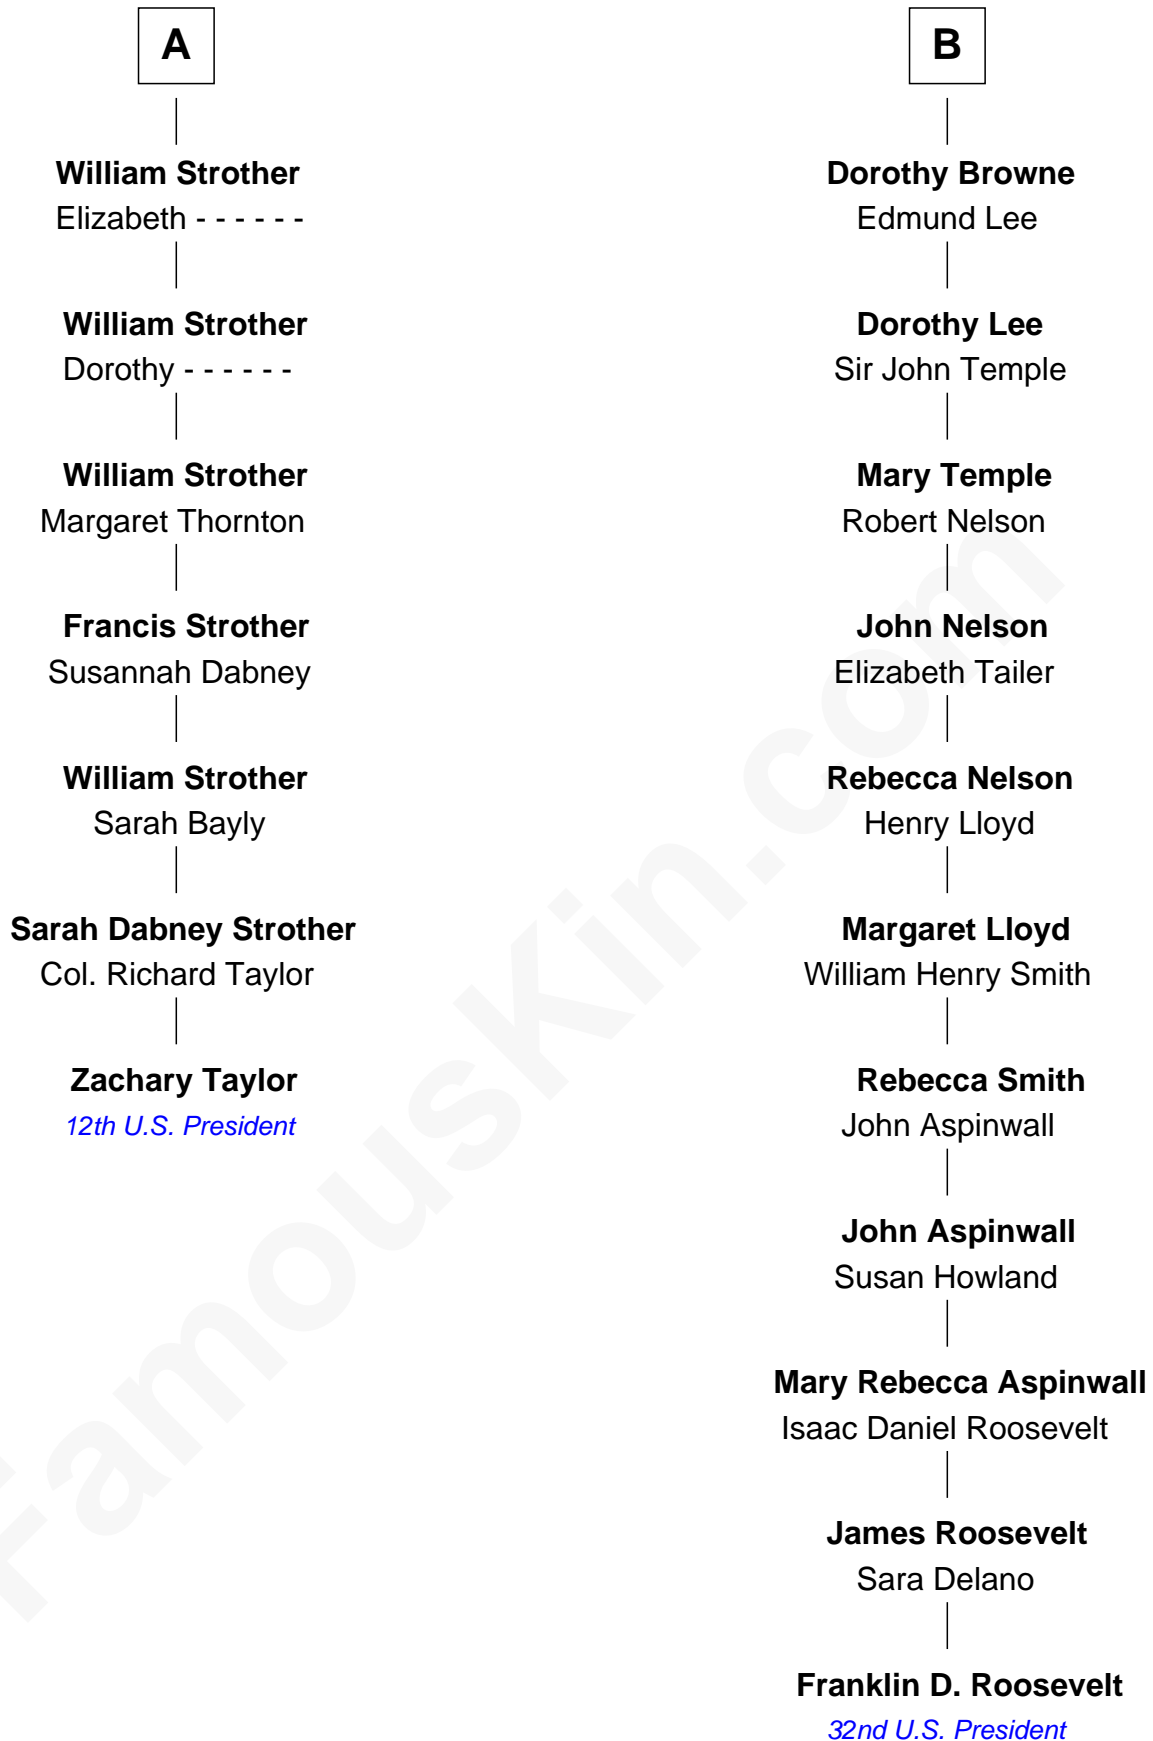 A
William Strother
Elizabeth - - - - - -
William Strother
Dorothy - - - - - -
William Strother
Margaret Thornton
Francis Strother
Susannah Dabney
William Strother
Sarah Bayly
Sarah Dabney Strother
Col. Richard Taylor
Zachary Taylor
12th U.S. President
B
Dorothy Browne
Edmund Lee
Dorothy Lee
Sir John Temple
Mary Temple
Robert Nelson
John Nelson
Elizabeth Tailer
Rebecca Nelson
Henry Lloyd
Margaret Lloyd
William Henry Smith
Rebecca Smith
John Aspinwall
John Aspinwall
Susan Howland
Mary Rebecca Aspinwall
Isaac Daniel Roosevelt
James Roosevelt
Sara Delano
Franklin D. Roosevelt
32nd U.S. President
FamousKin.com